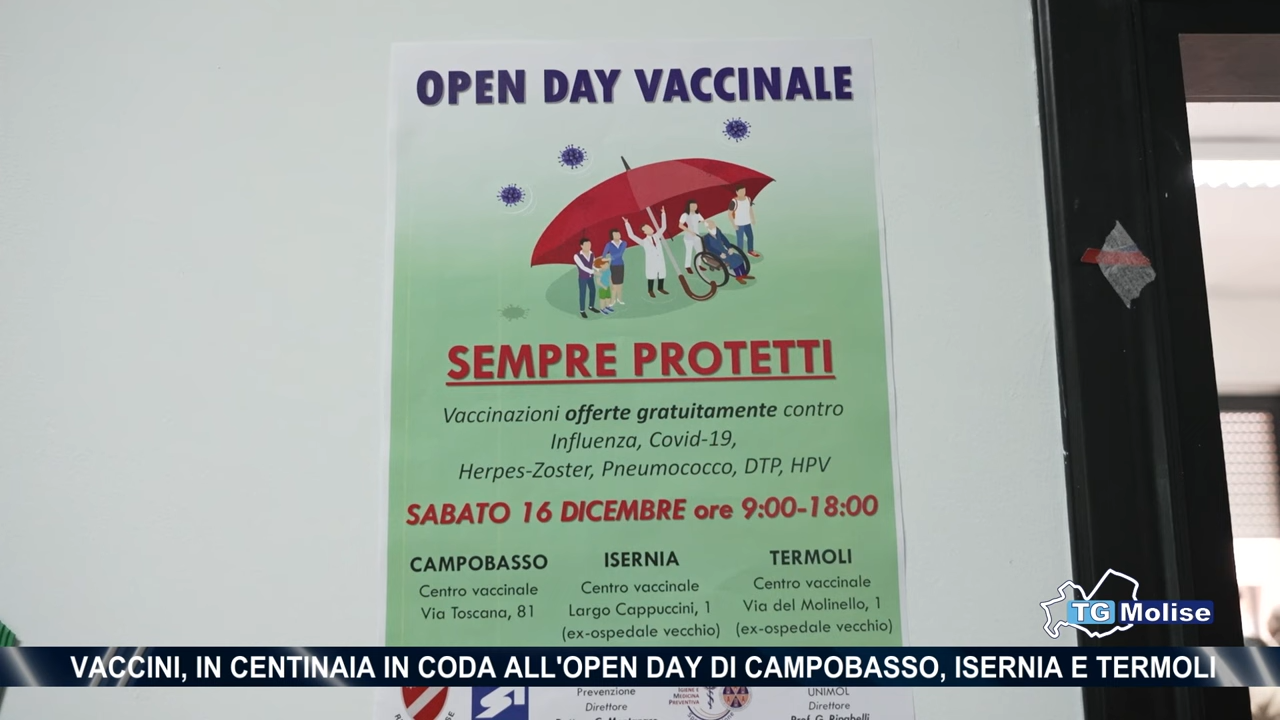 OPEN DAY VACCINALE
SEMPRE PROTETTI
Vaccinazioni offerte gratuitamente contro
Influenza, Covid-19,
Herpes-Zoster, Pneumococco, DTP, HPV
SABATO 16 DICEMBRE ore 9:00-18:00
CAMPOBASSO
Centro vaccinale
Via Toscana, 81
ISERNIA
Centro vaccinale
Largo Cappuccini, 1
(ex-ospedale vecchio)
TERMOLI
Centro vaccinale
Via del Molinello, 1
(ex-ospedale vecchio)
TG Molise
VACCINI, IN CENTINAIA IN CODA ALL'OPEN DAY DI CAMPOBASSO, ISERNIA E TERMOLI
Prevenzione
Direttore
IGIENE E
MEDICINA
PREVENTIVA
UNIMOL
Direttore